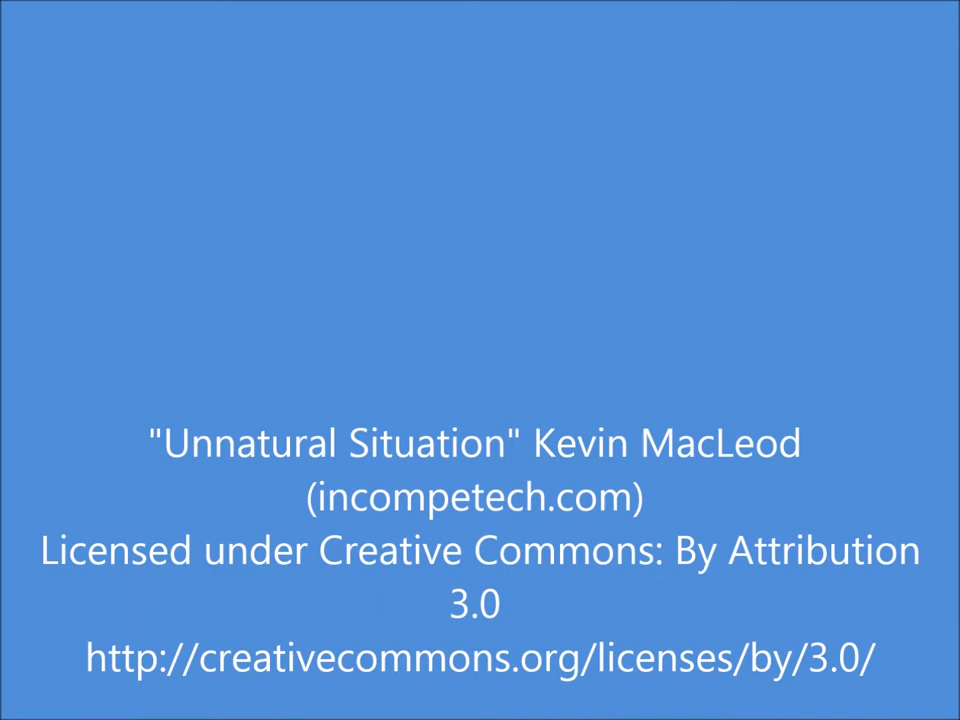 "Unnatural Situation" Kevin MacLeod
(incompetech.com)
Licensed under Creative Commons: By Attribution
3.0
http://creativecommons.org/licenses/by/3.0/